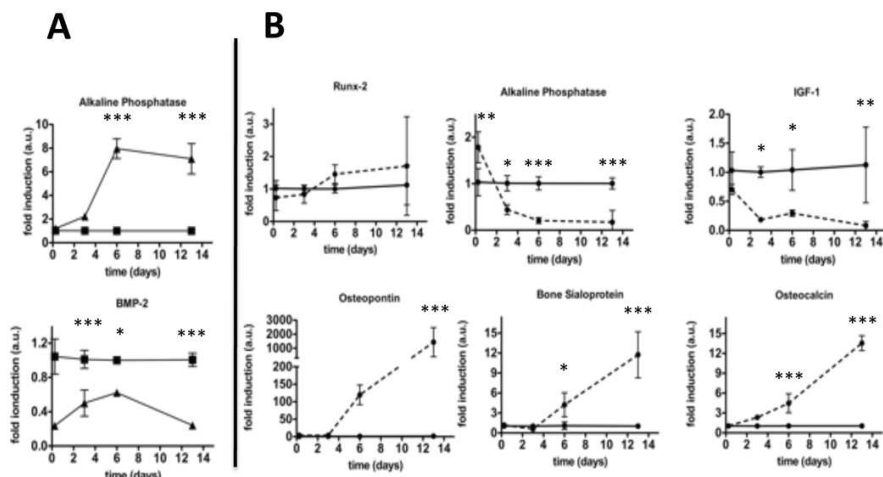 A
B
Alkaline Phosphatase
*** ***
fold induction (a.u.)
10
8
6
4
2
0
0 2 4 6 8 10 12 14
time (days)
BMP-2
*** * ***
fold ionduction (a.u.)
1.2
0.8
0.4
0.0
0 2 4 6 8 10 12 14
time (days)
Runx-2
fold induction (a.u.)
3
2
1
0
0 2 4 6 8 10 12 14
time (days)
Alkaline Phosphatase
** * *** ***
fold induction (a.u.)
2
1
0
0 2 4 6 8 10 12 14
time (days)
IGF-1
* * **
fold induction (a.u.)
2.0
1.5
1.0
0.5
0.0
0 2 4 6 8 10 12 14
time (days)
Osteopontin
***
fold induction (a.u.)
3000
2000
1000
200
150
100
50
0
0 2 4 6 8 10 12 14
time (days)
Bone Sialoprotein
* ***
fold induction (a.u.)
15
12
9
6
3
0
0 2 4 6 8 10 12 14
time (days)
Osteocalcin
*** ***
fold induction (a.u.)
15
12
9
6
3
0
0 2 4 6 8 10 12 14
time (days)